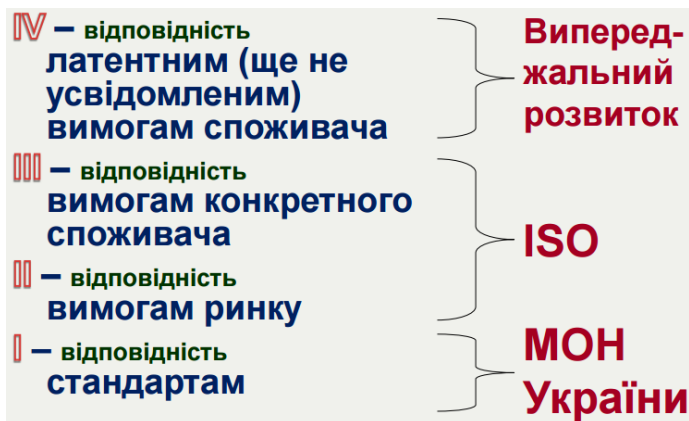 IV – відповідність
латентним (ще не
усвідомленим)
вимогам споживача
Виперед-
жальний
розвиток
III – відповідність
вимогам конкретного
споживача
II – відповідність
вимогам ринку
ISO
I – відповідність
стандартам
МОН
України